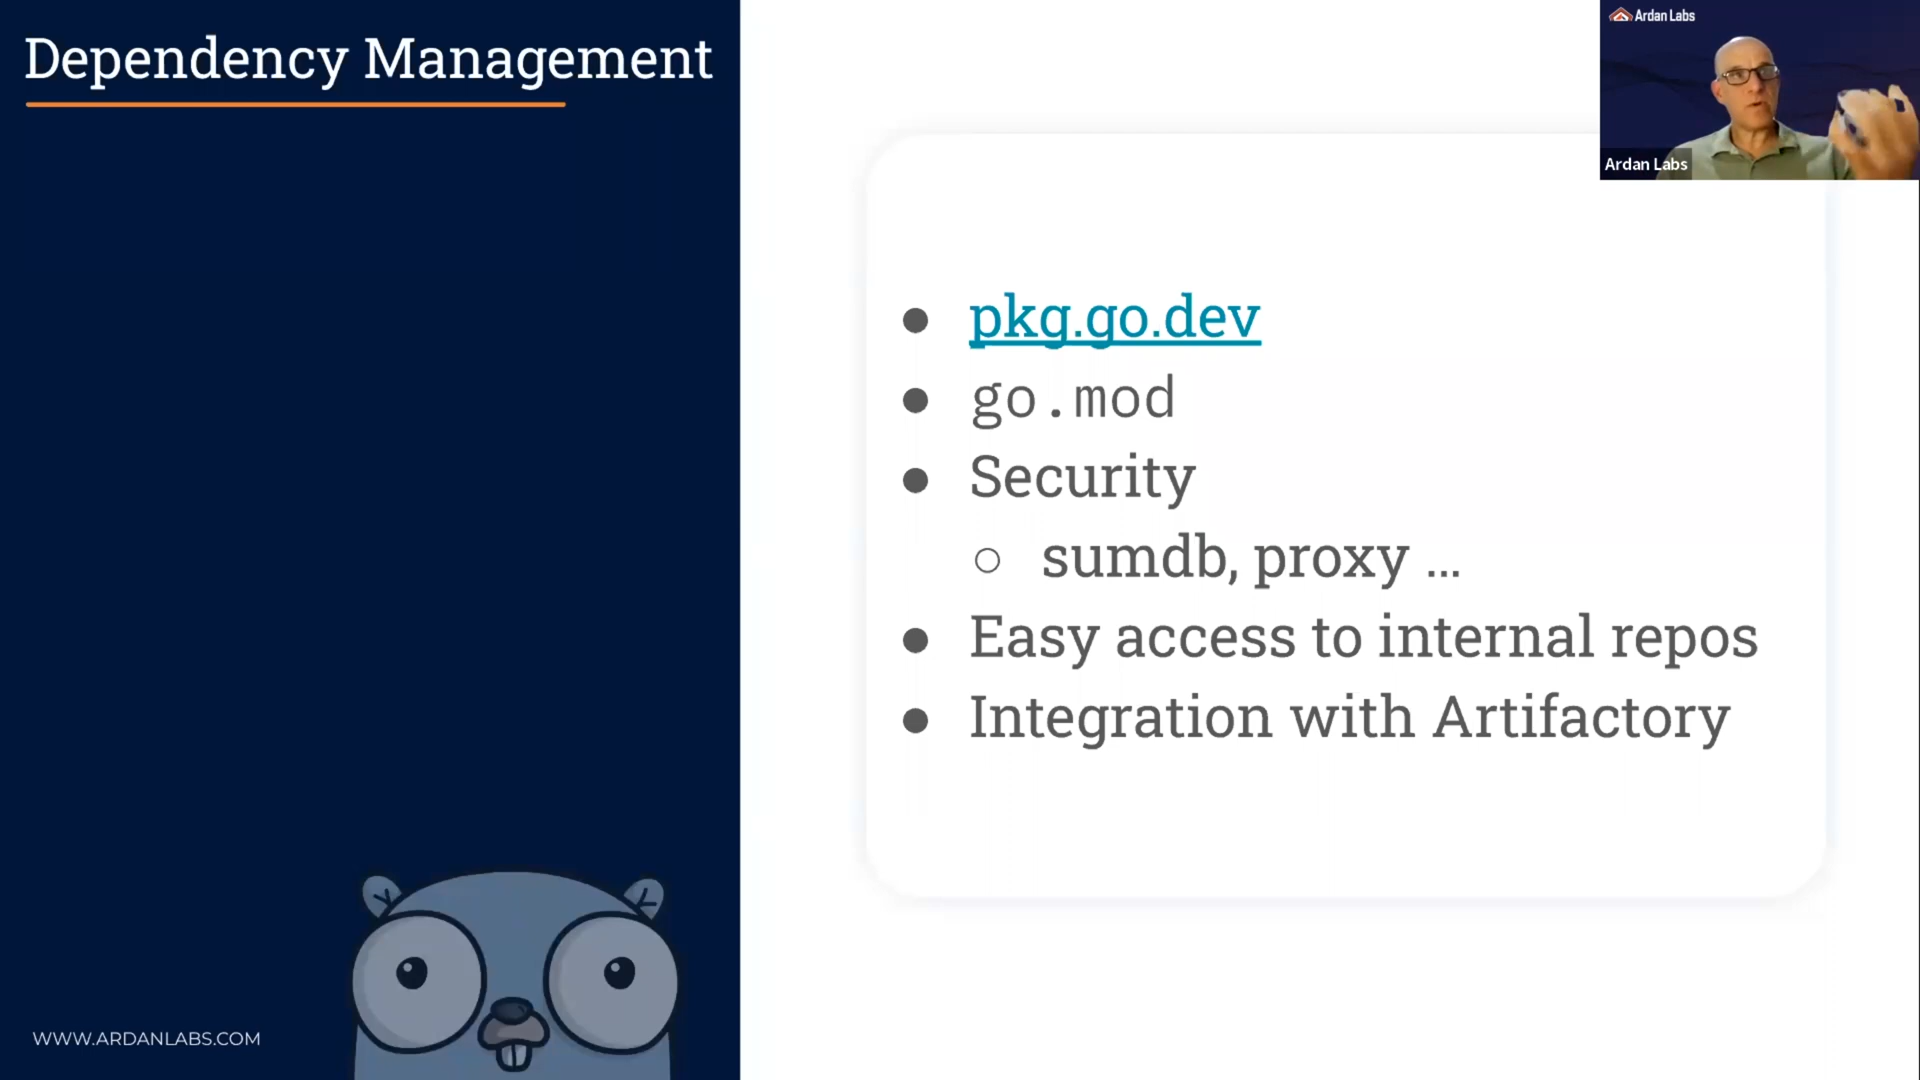 Dependency Management
Ardan Labs
Ardan Labs
pkg.go.dev
go.mod
Security
sumdb, proxy ...
Easy access to internal repos
Integration with Artifactory
WWW.ARDANLABS.COM